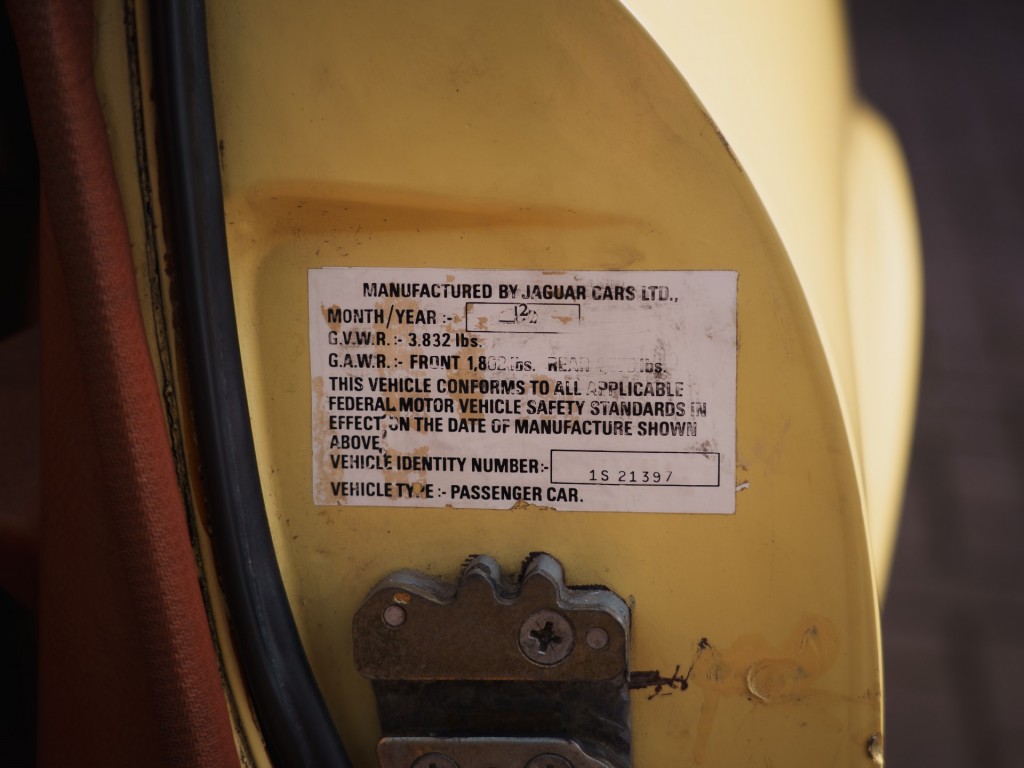 MANUFACTURED BY JAGUAR CARS LTD.,
MONTH/YEAR :- 12
G.V.W.R. :- 3.832 lbs.
G.A.W.R. :- FRONT 1,802 lbs. REAR lbs.
THIS VEHICLE CONFORMS TO ALL APPLICABLE
FEDERAL MOTOR VEHICLE SAFETY STANDARDS IN
EFFECT ON THE DATE OF MANUFACTURE SHOWN
ABOVE,
VEHICLE IDENTITY NUMBER:- 1S 21397
VEHICLE TYPE :- PASSENGER CAR.